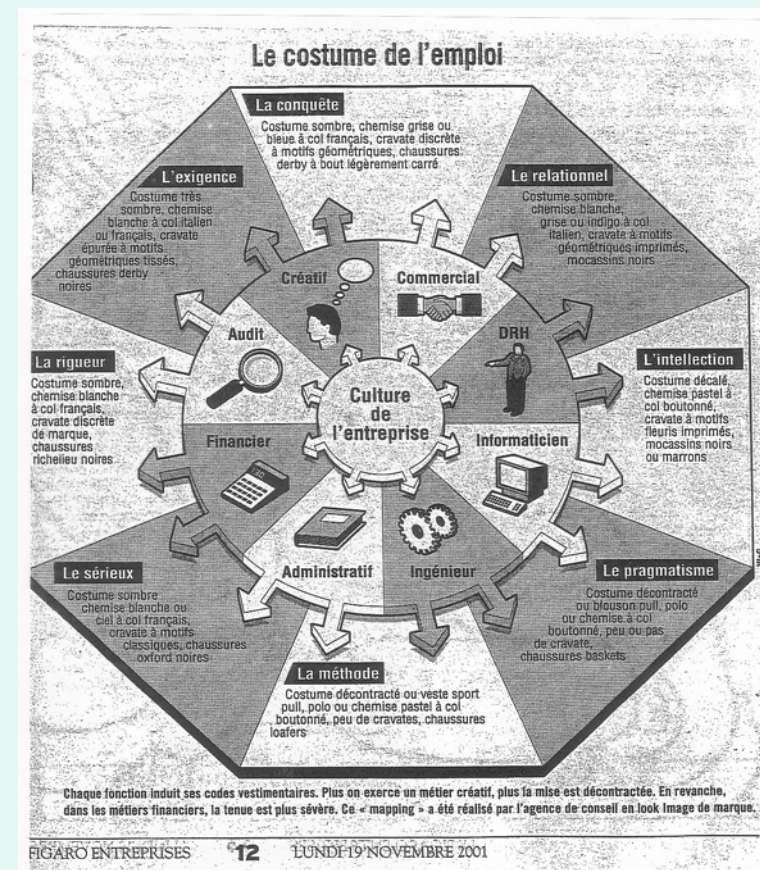 Le costume de l'emploi
La conquête
Costume sombre, chemise grise ou
bleue à col français, cravate discrète
à motifs géométriques, chaussures
derby à bout légèrement carré
L'exigence
Costume très
sombre, chemise
blanche à col italien
ou français, cravate
épurée à motifs
géométriques tissés,
chaussures derby
noires
Le relationnel
Costume sombre,
chemise blanche,
grise ou indigo à col
italien, cravate à motifs
géométriques imprimés,
mocassins noirs
Créatif
Commercial
Audit
DRH
La rigueur
Costume sombre,
chemise blanche
à col français,
cravate discrète
de marque,
chaussures
richelieu noires
L'intellection
Costume décalé,
chemise pastel à
col boutonné,
cravate à motifs
fleuris imprimés,
mocassins noirs
ou marrons
Culture
de
l'entreprise
Financier
Informaticien
Administratif
Ingénieur
Le sérieux
Costume sombre
chemise blanche ou
ciel à col français,
cravate à motifs
classiques, chaussures
oxford noires
Le pragmatisme
Costume décontracté
ou blouson pull, polo
ou chemise à col
boutonné, peu ou pas
de cravate,
chaussures baskets
La méthode
Costume décontracté ou veste sport
pull, polo ou chemise pastel à col
boutonné, peu de cravates, chaussures
loafers
Chaque fonction induit ses codes vestimentaires. Plus on exerce un métier créatif, plus la mise est décontractée. En revanche,
dans les métiers financiers, la tenue est plus sévère. Ce « mapping » a été réalisé par l'agence de conseil en look Image de marque.
FIGARO ENTREPRISES 12 LUNDI 19 NOVEMBRE 2001